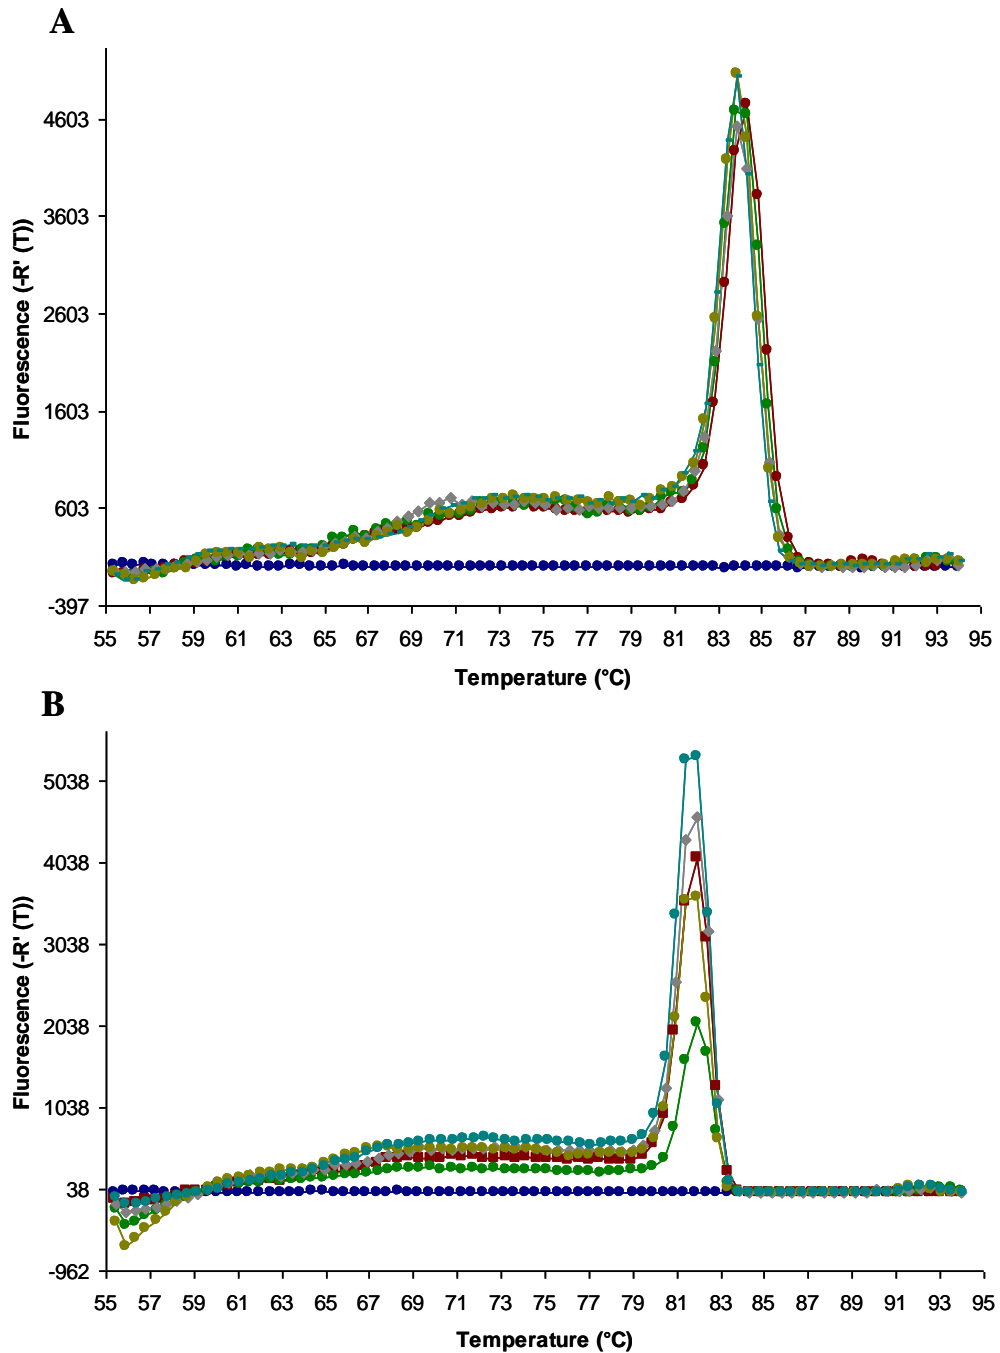 A
Fluorescence (-R' (T))
4603
3603
2603
1603
603
-397
55 57 59 61 63 65 67 69 71 73 75 77 79 81 83 85 87 89 91 93 95
Temperature (°C)
B
Fluorescence (-R' (T))
5038
4038
3038
2038
1038
38
-962
55 57 59 61 63 65 67 69 71 73 75 77 79 81 83 85 87 89 91 93 95
Temperature (°C)